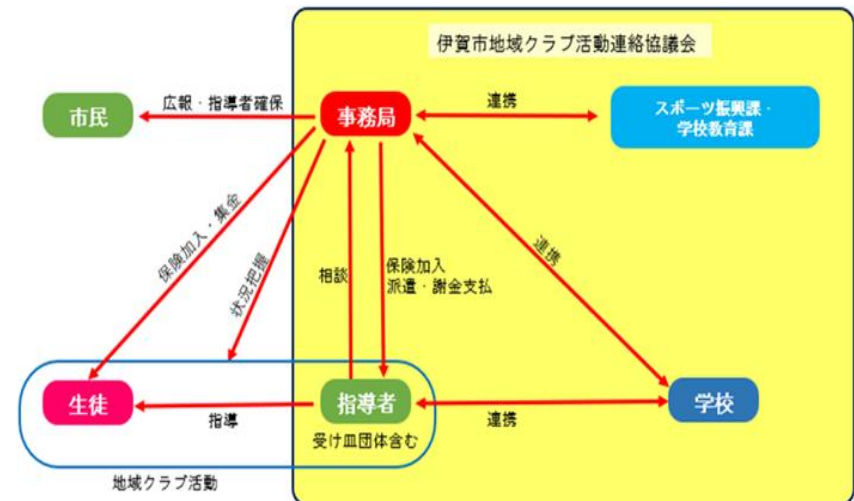 伊賀市地域クラブ活動連絡協議会
市民
広報・指導者確保
事務局
連携
スポーツ振興課・
学校教育課
保険加入・集金
状況把握
相談
保険加入
派遣・謝金支払
連携
生徒
指導
指導者
受け皿団体含む
連携
学校
地域クラブ活動